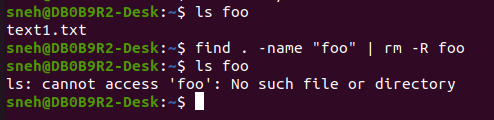 sneh@DB0B9R2-Desk:~$ ls foo
text1.txt
sneh@DB0B9R2-Desk:~$ find . -name "foo" | rm -R foo
sneh@DB0B9R2-Desk:~$ ls foo
ls: cannot access 'foo': No such file or directory
sneh@DB0B9R2-Desk:~$